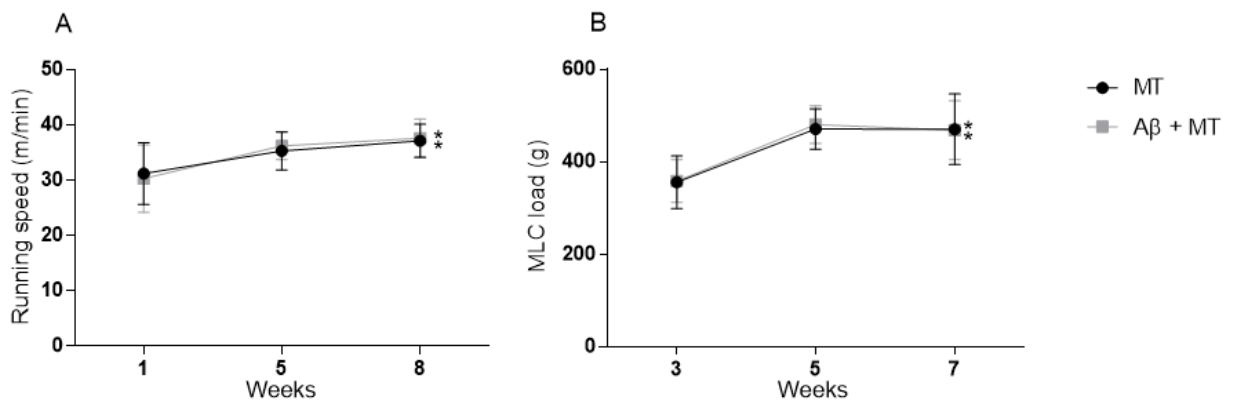 A
B
50
40
30
20
10
0
Running speed (m/min)
1
5
8
Weeks
*
*
600
400
200
0
MLC load (g)
3
5
7
Weeks
*
*
MT
Aβ + MT